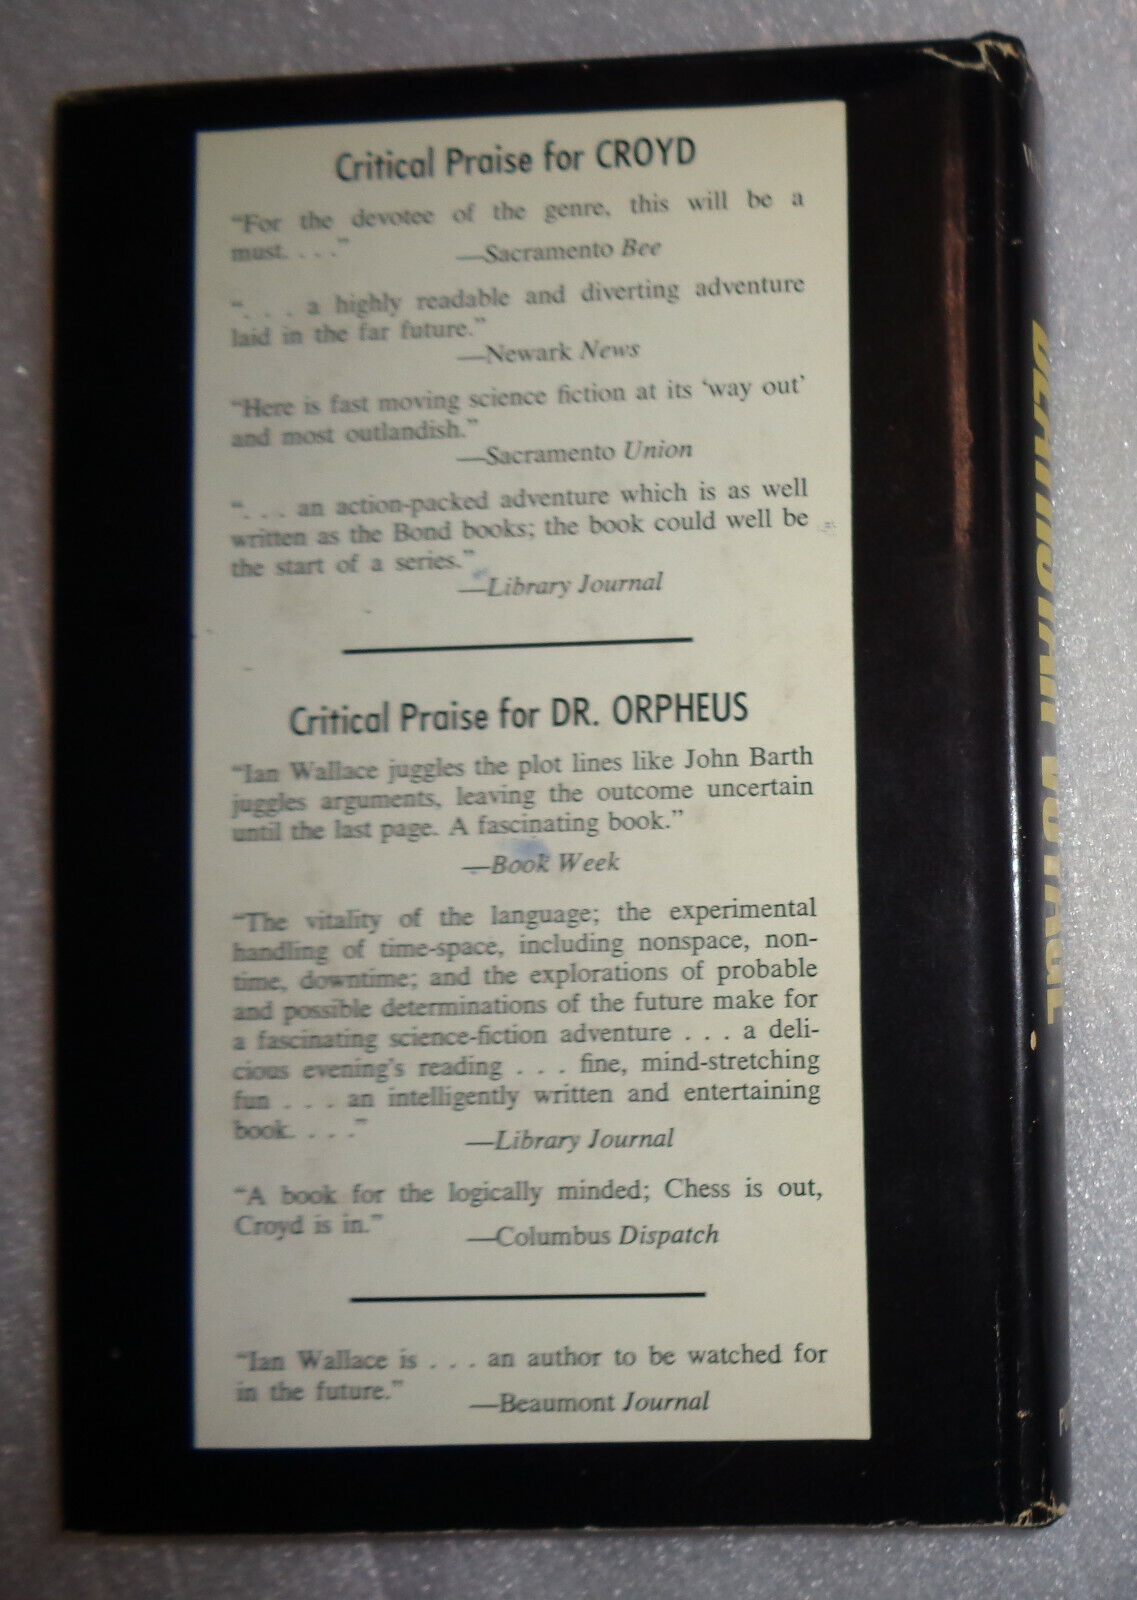 Critical Praise for CROYD
“For the devotee of the genre, this will be a
must. . . .”
—Sacramento Bee
“. . . a highly readable and diverting adventure
laid in the far future.”
—Newark News
“Here is fast moving science fiction at its ‘way out’
and most outlandish.”
—Sacramento Union
“. . . an action-packed adventure which is as well
written as the Bond books; the book could well be
the start of a series.”
—Library Journal
Critical Praise for DR. ORPHEUS
“Ian Wallace juggles the plot lines like John Barth
juggles arguments, leaving the outcome uncertain
until the last page. A fascinating book.”
—Book Week
“The vitality of the language; the experimental
handling of time-space, including nonspace, non-
time, downtime; and the explorations of probable
and possible determinations of the future make for
a fascinating science-fiction adventure . . . a deli-
cious evening’s reading . . . fine, mind-stretching
fun . . . an intelligently written and entertaining
book. . . .”
—Library Journal
“A book for the logically minded; Chess is out,
Croyd is in.”
—Columbus Dispatch
“Ian Wallace is . . . an author to be watched for
in the future.”
—Beaumont Journal
DEATHSTAR VOYAGE